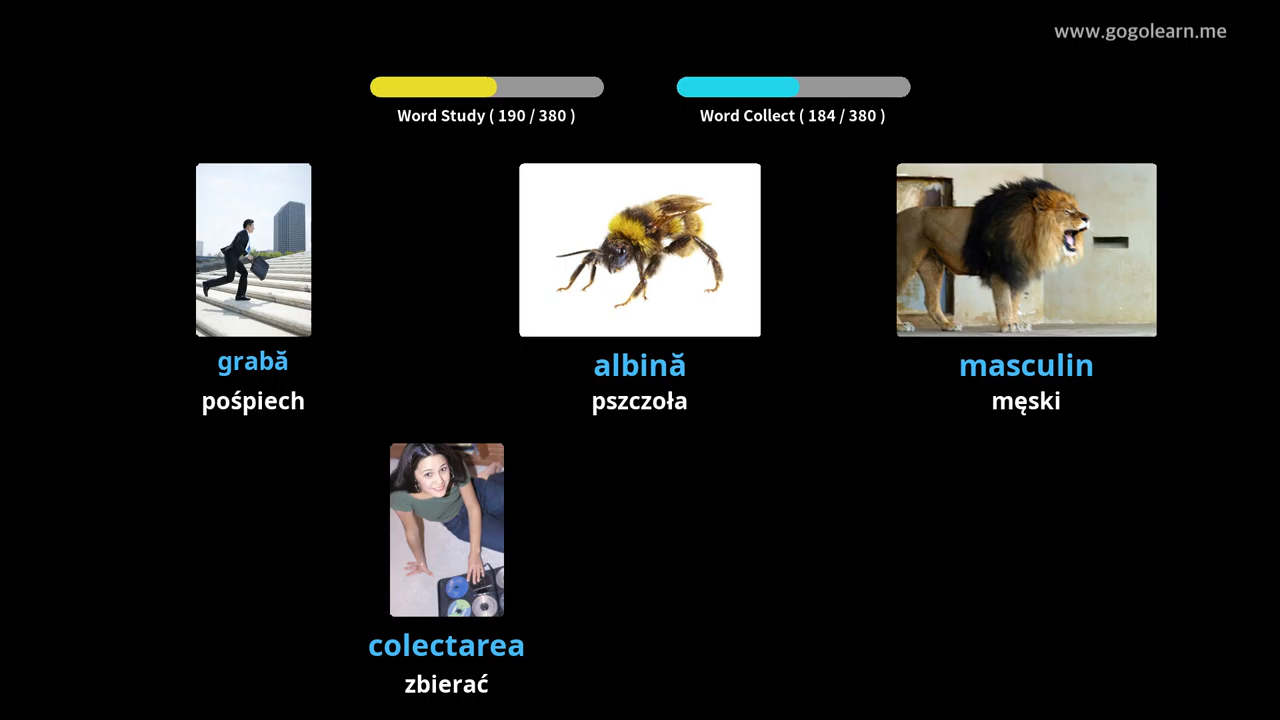 www.gogolearn.me
Word Study ( 190 / 380 )
Word Collect ( 184 / 380 )
grabă
pośpiech
albină
pszczoła
masculin
męski
colectarea
zbierać